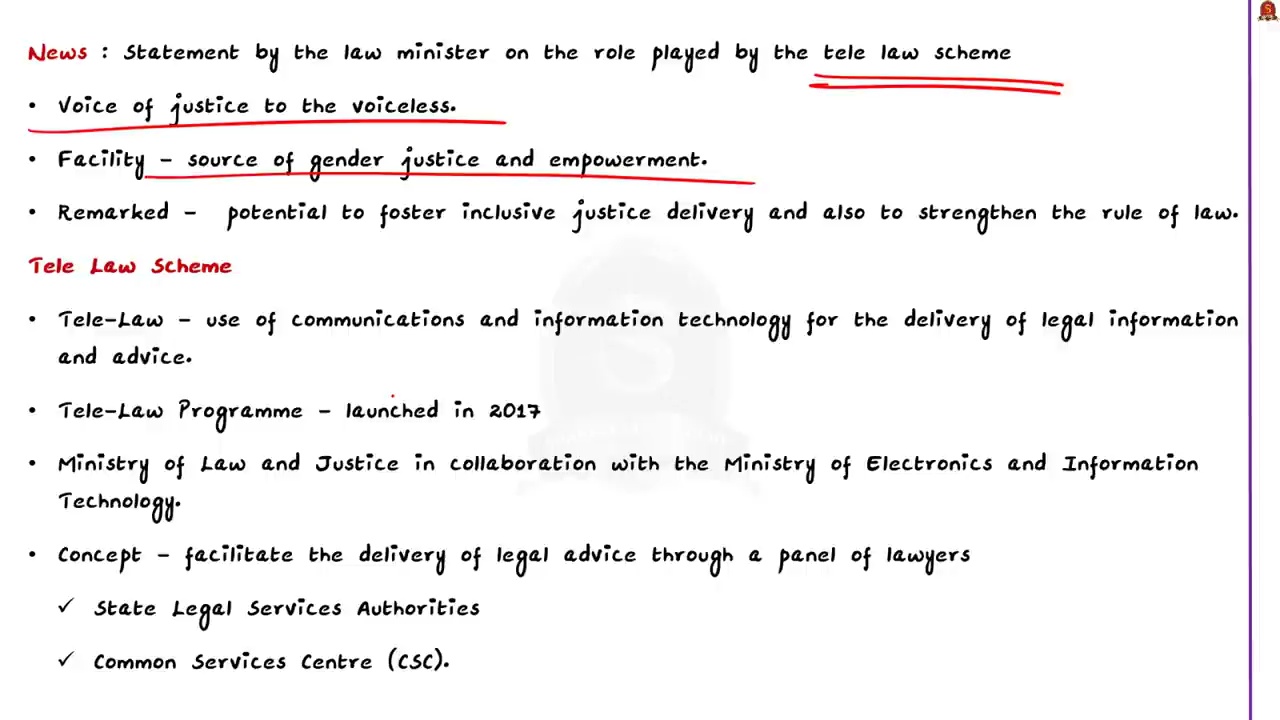 News : Statement by the law minister on the role played by the tele law scheme
• Voice of justice to the voiceless.
• Facility – source of gender justice and empowerment.
• Remarked – potential to foster inclusive justice delivery and also to strengthen the rule of law.
Tele Law Scheme
• Tele-Law – use of communications and information technology for the delivery of legal information
and advice.
• Tele-Law Programme – launched in 2017
• Ministry of Law and Justice in collaboration with the Ministry of Electronics and Information
Technology.
• Concept – facilitate the delivery of legal advice through a panel of lawyers
✓ State Legal Services Authorities
✓ Common Services Centre (CSC).